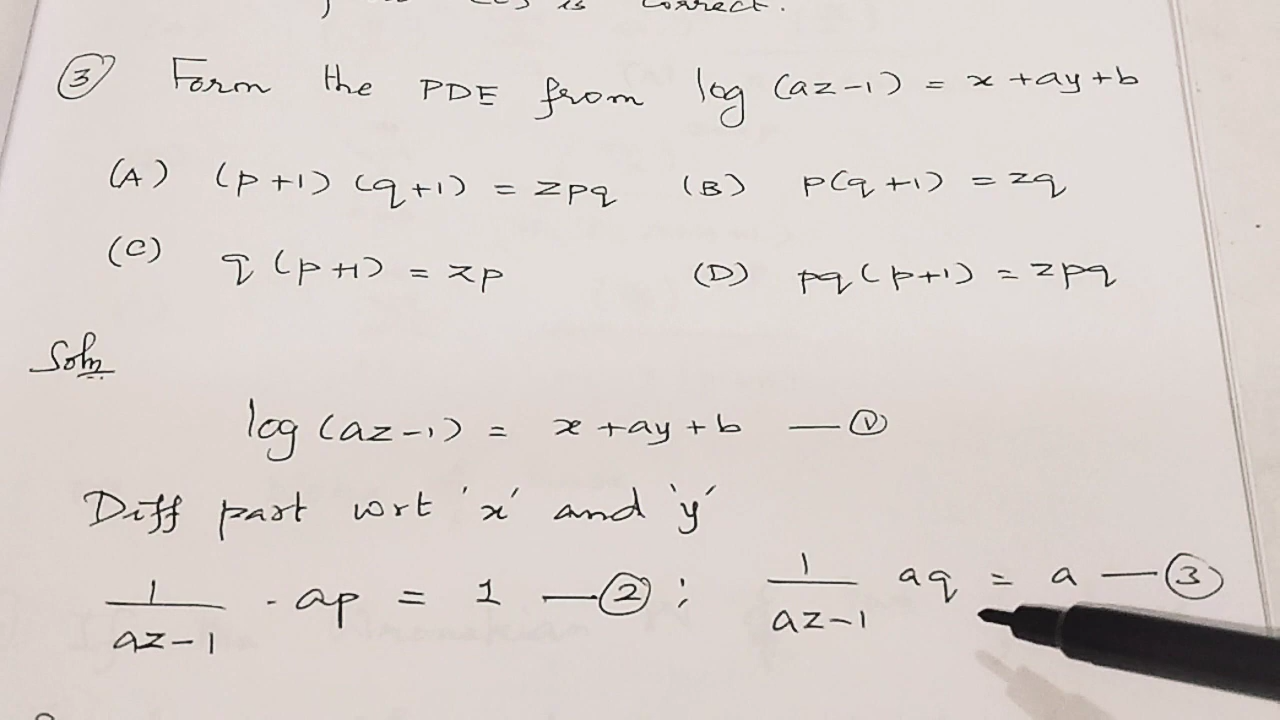 is correct.
③ Form the PDE from log (az-1) = x + ay + b
(A) (p+1) (q+1) = zpq (B) p(q+1) = zq
(C) q (p+1) = zp (D) pq (p+1) = zpq
Soln
log (az-1) = x + ay + b — ①
Diff part wrt 'x' and 'y'
1/(az-1) · ap = 1 — ② ; 1/(az-1) aq = a — ③